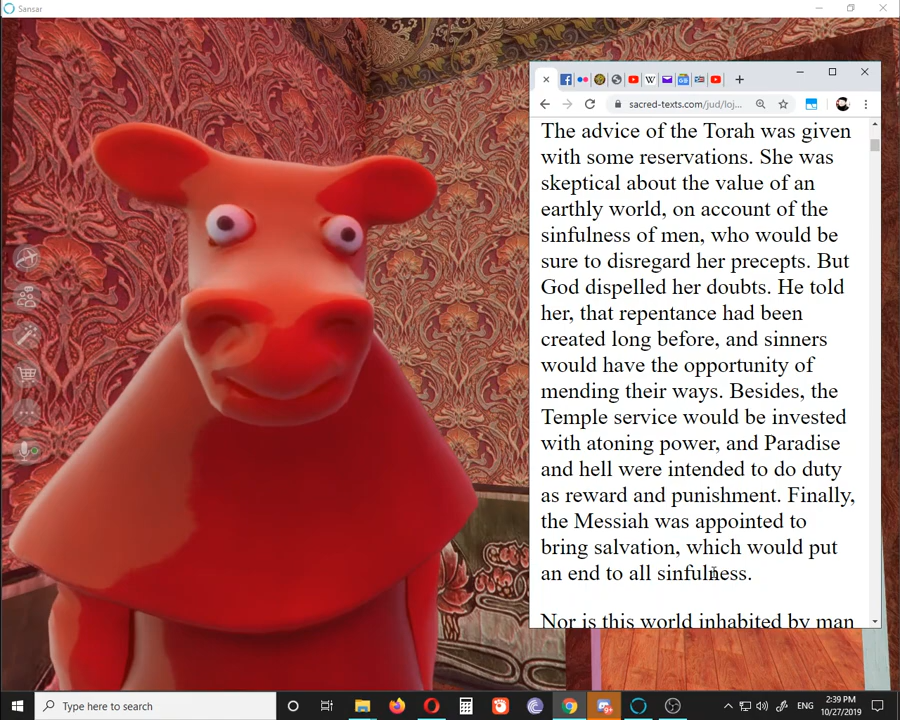 Sansar
sacred-texts.com/jud/loj...
The advice of the Torah was given
with some reservations. She was
skeptical about the value of an
earthly world, on account of the
sinfulness of men, who would be
sure to disregard her precepts. But
God dispelled her doubts. He told
her, that repentance had been
created long before, and sinners
would have the opportunity of
mending their ways. Besides, the
Temple service would be invested
with atoning power, and Paradise
and hell were intended to do duty
as reward and punishment. Finally,
the Messiah was appointed to
bring salvation, which would put
an end to all sinfulness.
Nor is this world inhabited by man
Type here to search
ENG
2:39 PM
10/27/2019